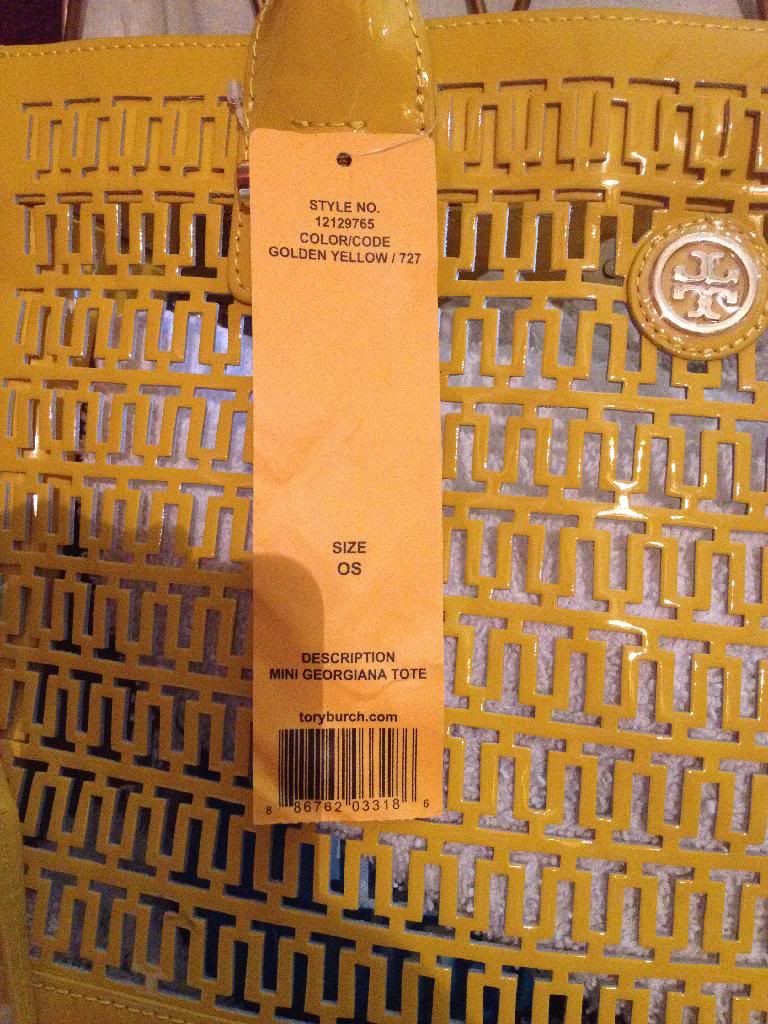 STYLE NO.
12129765
COLOR/CODE
GOLDEN YELLOW / 727
SIZE
OS
DESCRIPTION
MINI GEORGIANA TOTE
toryburch.com
8 86762 03318 6